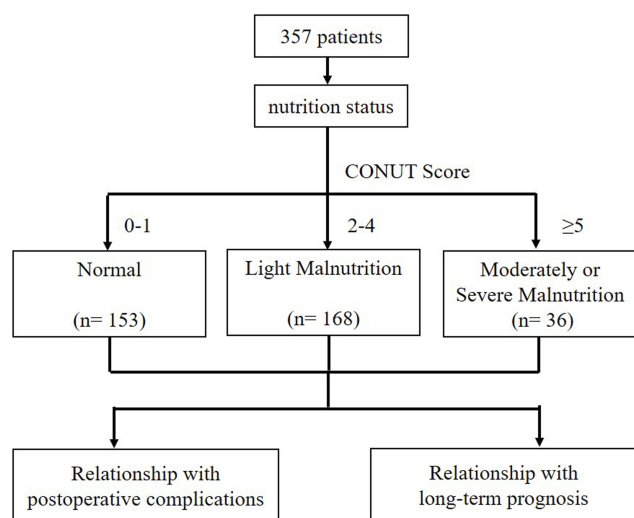 357 patients
nutrition status
CONUT Score
0-1
2-4
≥5
Normal
(n= 153)
Light Malnutrition
(n= 168)
Moderately or
Severe Malnutrition
(n= 36)
Relationship with
postoperative complications
Relationship with
long-term prognosis